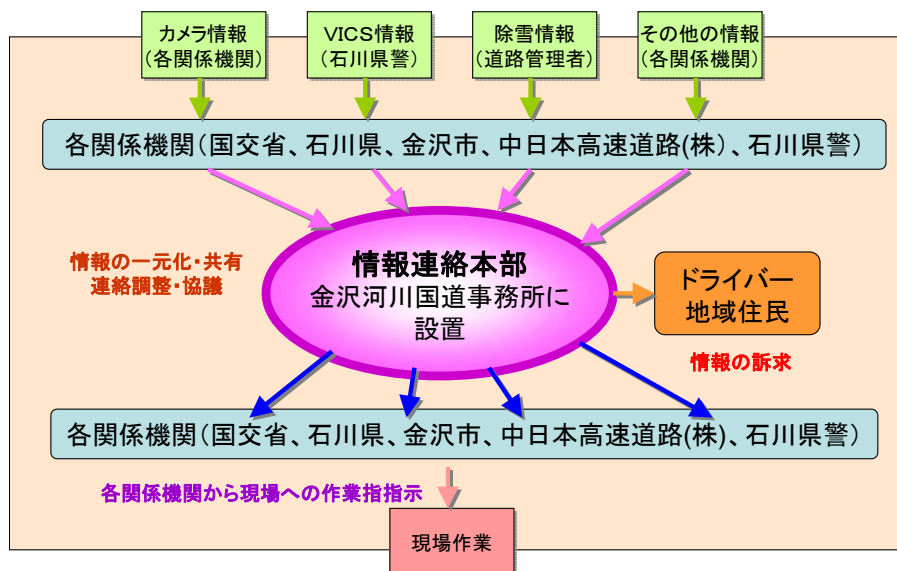 カメラ情報
(各関係機関)
VICS情報
(石川県警)
除雪情報
(道路管理者)
その他の情報
(各関係機関)
各関係機関(国交省、石川県、金沢市、中日本高速道路(株)、石川県警)
情報の一元化・共有
連絡調整・協議
情報連絡本部
金沢河川国道事務所に
設置
ドライバー
地域住民
情報の訴求
各関係機関(国交省、石川県、金沢市、中日本高速道路(株)、石川県警)
各関係機関から現場への作業指指示
現場作業